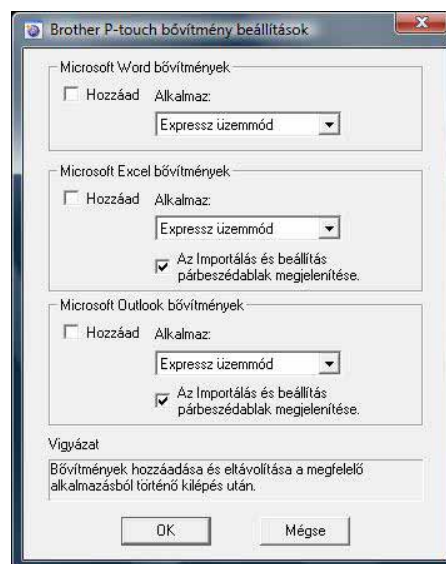 Brother P-touch bővítmény beállítások
Microsoft Word bővítmények
Hozzáad Alkalmaz:
Expressz üzemmód
Microsoft Excel bővítmények
Hozzáad Alkalmaz:
Expressz üzemmód
Az Importálás és beállítás
párbeszédablak megjelenítése.
Microsoft Outlook bővítmények
Hozzáad Alkalmaz:
Expressz üzemmód
Az Importálás és beállítás
párbeszédablak megjelenítése.
Vigyázat
Bővítmények hozzáadása és eltávolítása a megfelelő
alkalmazásból történő kilépés után.
OK Mégse